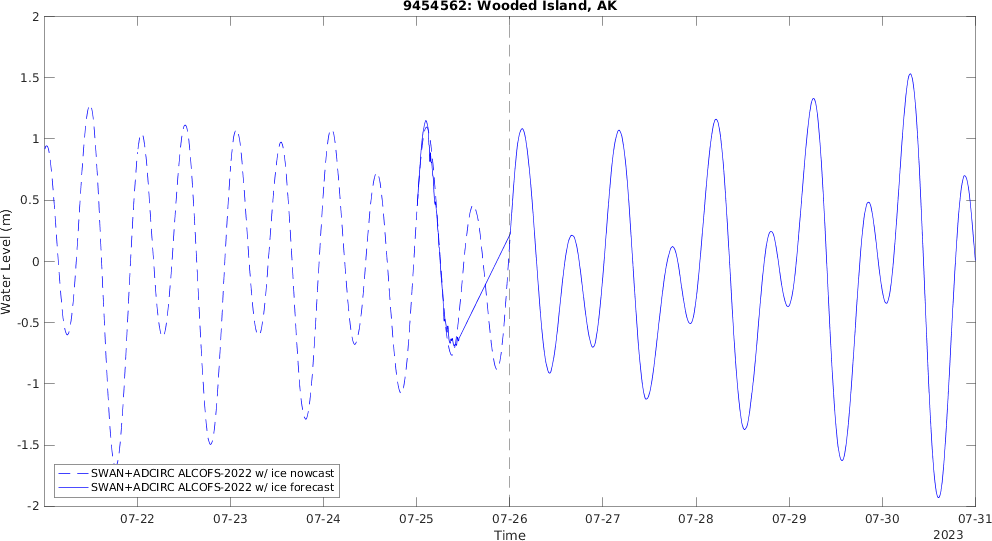 9454562: Wooded Island, AK
2
1.5
1
0.5
0
-0.5
-1
-1.5
-2
Water Level (m)
SWAN+ADCIRC ALCOFS-2022 w/ ice nowcast
SWAN+ADCIRC ALCOFS-2022 w/ ice forecast
07-22 07-23 07-24 07-25 07-26 07-27 07-28 07-29 07-30 07-31
Time
2023